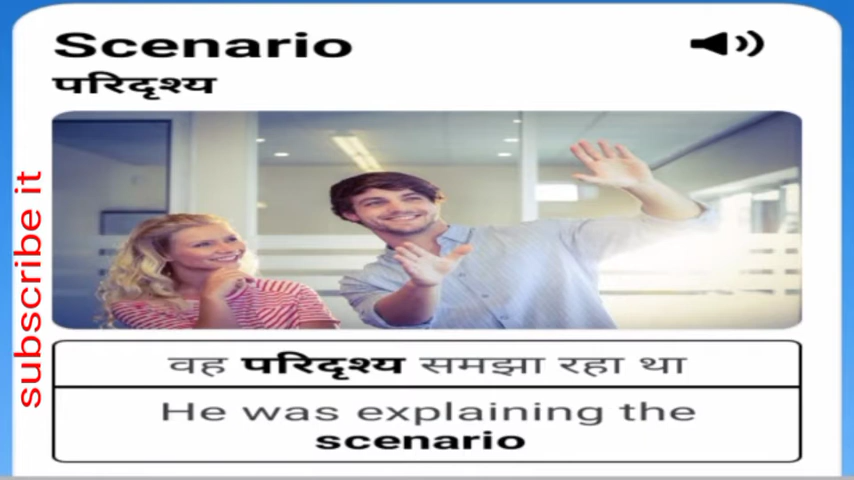 Scenario
परिदृश्य
subscribe it
वह परिदृश्य समझा रहा था
He was explaining the
scenario